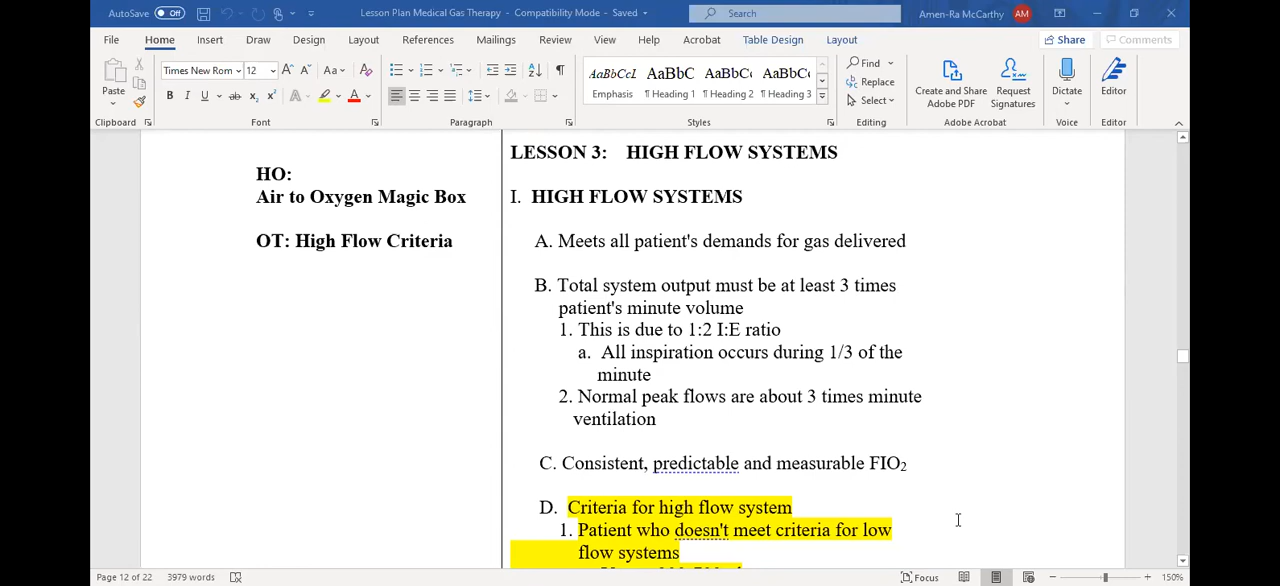 AutoSave Off Lesson Plan Medical Gas Therapy - Compatibility Mode - Saved Search Amen-Ra McCarthy AM
File Home Insert Draw Design Layout References Mailings Review View Help Acrobat Table Design Layout Share Comments
Paste
Clipboard
Times New Rom 12
Font
Paragraph
AaBbCcI AaBbC AaBbC AaBbC
Emphasis ¶ Heading 1 ¶ Heading 2 ¶ Heading 3
Styles
Find
Replace
Select
Editing
Create and Share Adobe PDF
Request Signatures
Adobe Acrobat
Dictate
Voice
Editor
Editor
HO:
Air to Oxygen Magic Box
OT: High Flow Criteria
LESSON 3: HIGH FLOW SYSTEMS
I. HIGH FLOW SYSTEMS
A. Meets all patient's demands for gas delivered
B. Total system output must be at least 3 times
patient's minute volume
1. This is due to 1:2 I:E ratio
a. All inspiration occurs during 1/3 of the
minute
2. Normal peak flows are about 3 times minute
ventilation
C. Consistent, predictable and measurable FIO2
D. Criteria for high flow system
1. Patient who doesn't meet criteria for low
flow systems
Page 12 of 22 3979 words Focus 150%